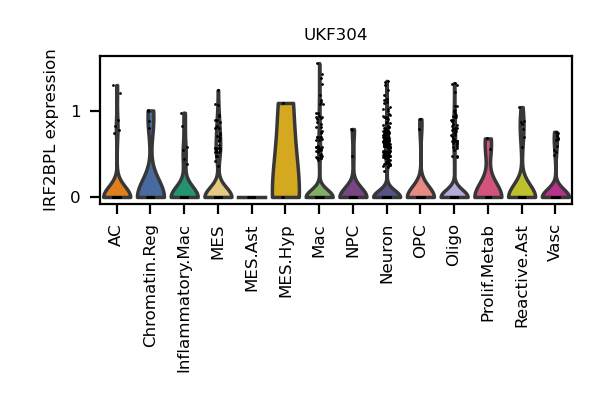 UKF304
IRF2BPL expression
1
0
AC
Chromatin.Reg
Inflammatory.Mac
MES
MES.Ast
MES.Hyp
Mac
NPC
Neuron
OPC
Oligo
Prolif.Metab
Reactive.Ast
Vasc